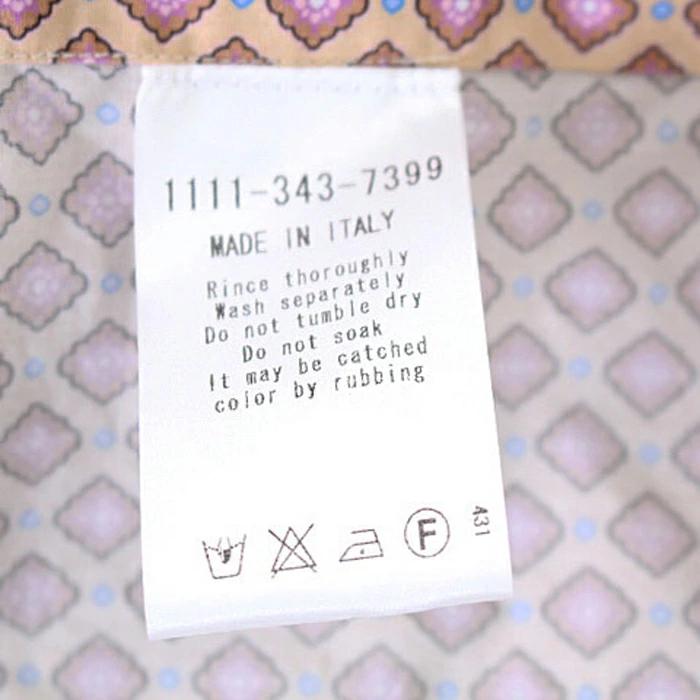 1111-343-7399
MADE IN ITALY
Rince thoroughly
Wash separately
Do not tumble dry
Do not soak
It may be catched
color by rubbing
F
431